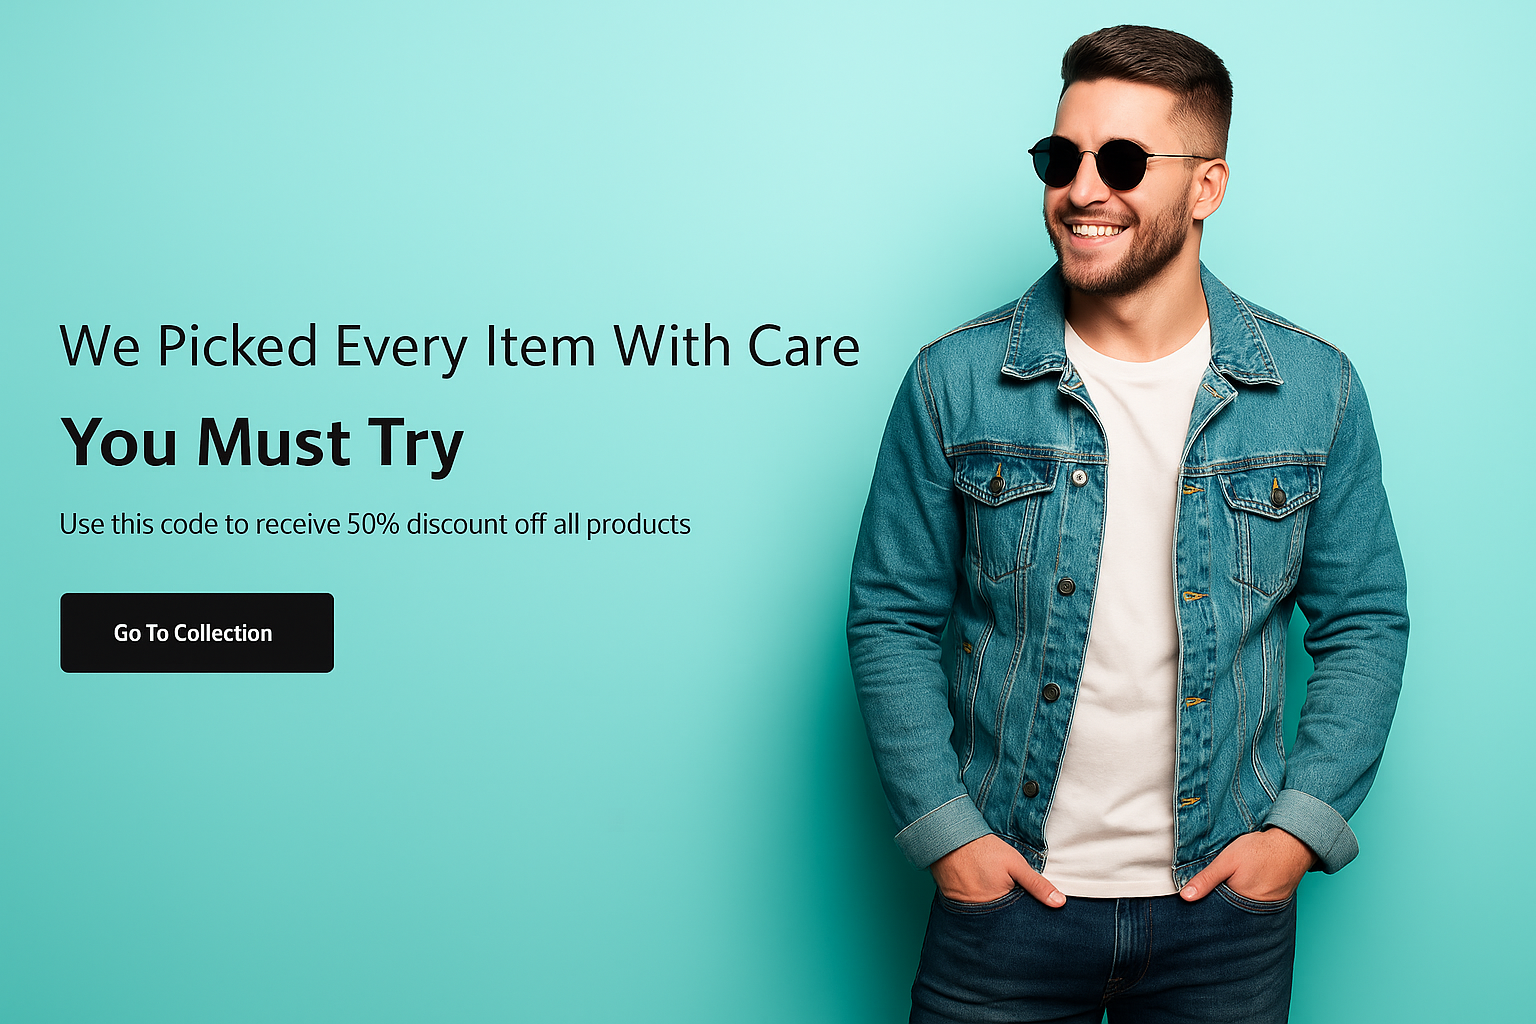 We Picked Every Item With Care
You Must Try
Use this code to receive 50% discount off all products
Go To Collection